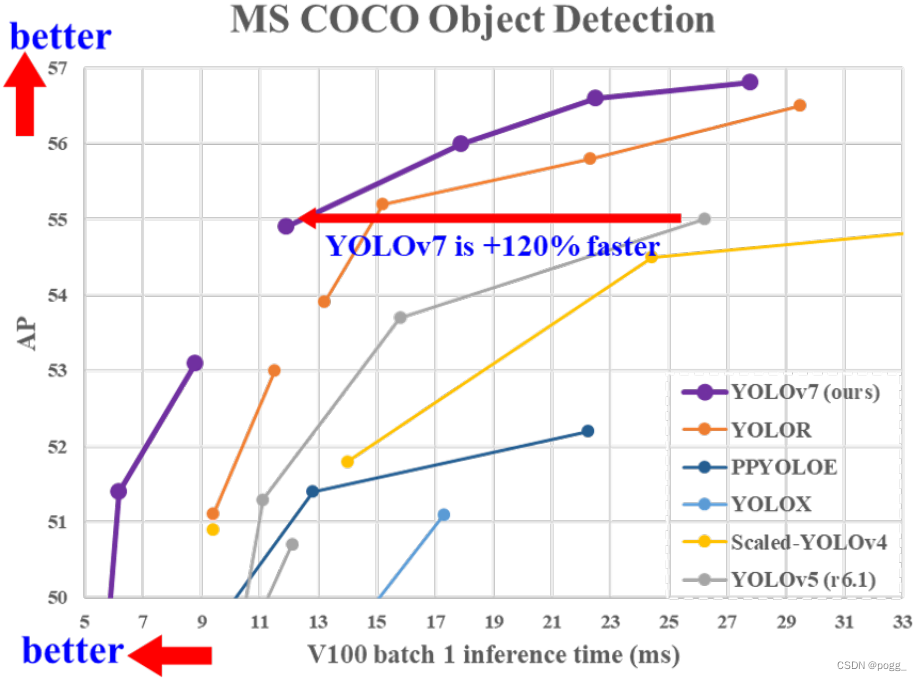 MS COCO Object Detection
better
57
56
55
54
53
52
51
50
AP
YOLOv7 is +120% faster
YOLOv7 (ours)
YOLOR
PPYOLOE
YOLOX
Scaled-YOLOv4
YOLOv5 (r6.1)
5 7 9 11 13 15 17 19 21 23 25 27 29 31 33
better
V100 batch 1 inference time (ms)
CSDN @pogg_